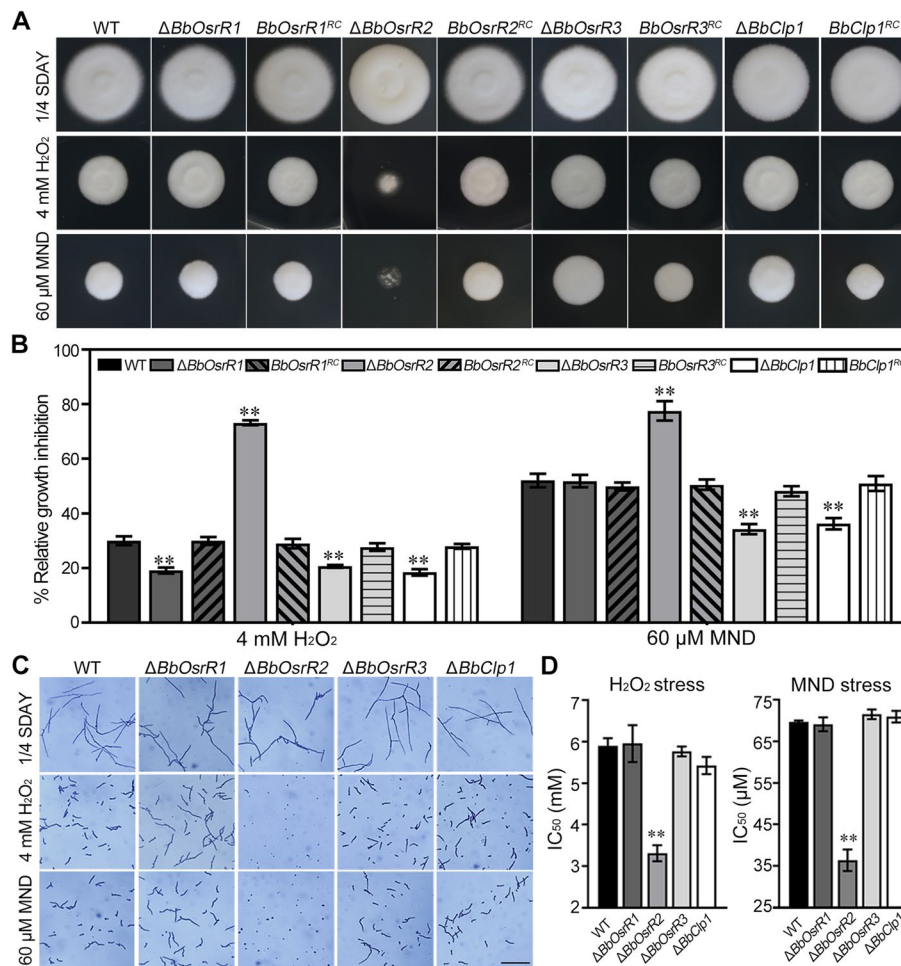 A
WT ΔBbOsrR1 BbOsrR1RC ΔBbOsrR2 BbOsrR2RC ΔBbOsrR3 BbOsrR3RC ΔBbClp1 BbClp1RC
1/4 SDAY
4 mM H₂O₂
60 μM MND
B
100
WT ΔBbOsrR1 BbOsrR1RC ΔBbOsrR2 BbOsrR2RC ΔBbOsrR3 BbOsrR3RC ΔBbClp1 BbClp1RC
80
60
40
20
0
% Relative growth inhibition
** ** ** **
** ** **
4 mM H₂O₂ 60 μM MND
C
WT ΔBbOsrR1 ΔBbOsrR2 ΔBbOsrR3 ΔBbClp1
1/4 SDAY
4 mM H₂O₂
60 μM MND
D
H₂O₂ stress
7
6
5
4
3
2
IC₅₀ (mM)
**
WT ΔBbOsrR1 ΔBbOsrR2 ΔBbOsrR3 ΔBbClp1
MND stress
75
65
55
45
35
25
IC₅₀ (μM)
**
WT ΔBbOsrR1 ΔBbOsrR2 ΔBbOsrR3 ΔBbClp1